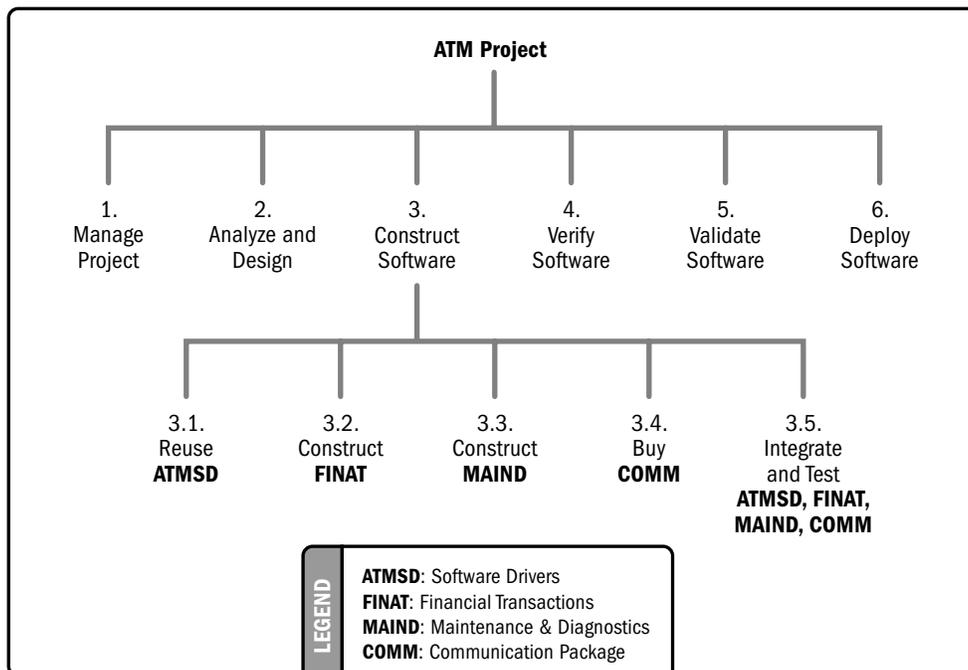 ATM Project
1.
Manage
Project
2.
Analyze and
Design
3.
Construct
Software
4.
Verify
Software
5.
Validate
Software
6.
Deploy
Software
3.1.
Reuse
ATMSD
3.2.
Construct
FINAT
3.3.
Construct
MAIND
3.4.
Buy
COMM
3.5.
Integrate
and Test
ATMSD, FINAT,
MAIND, COMM
LEGEND
ATMSD: Software Drivers
FINAT: Financial Transactions
MAIND: Maintenance & Diagnostics
COMM: Communication Package